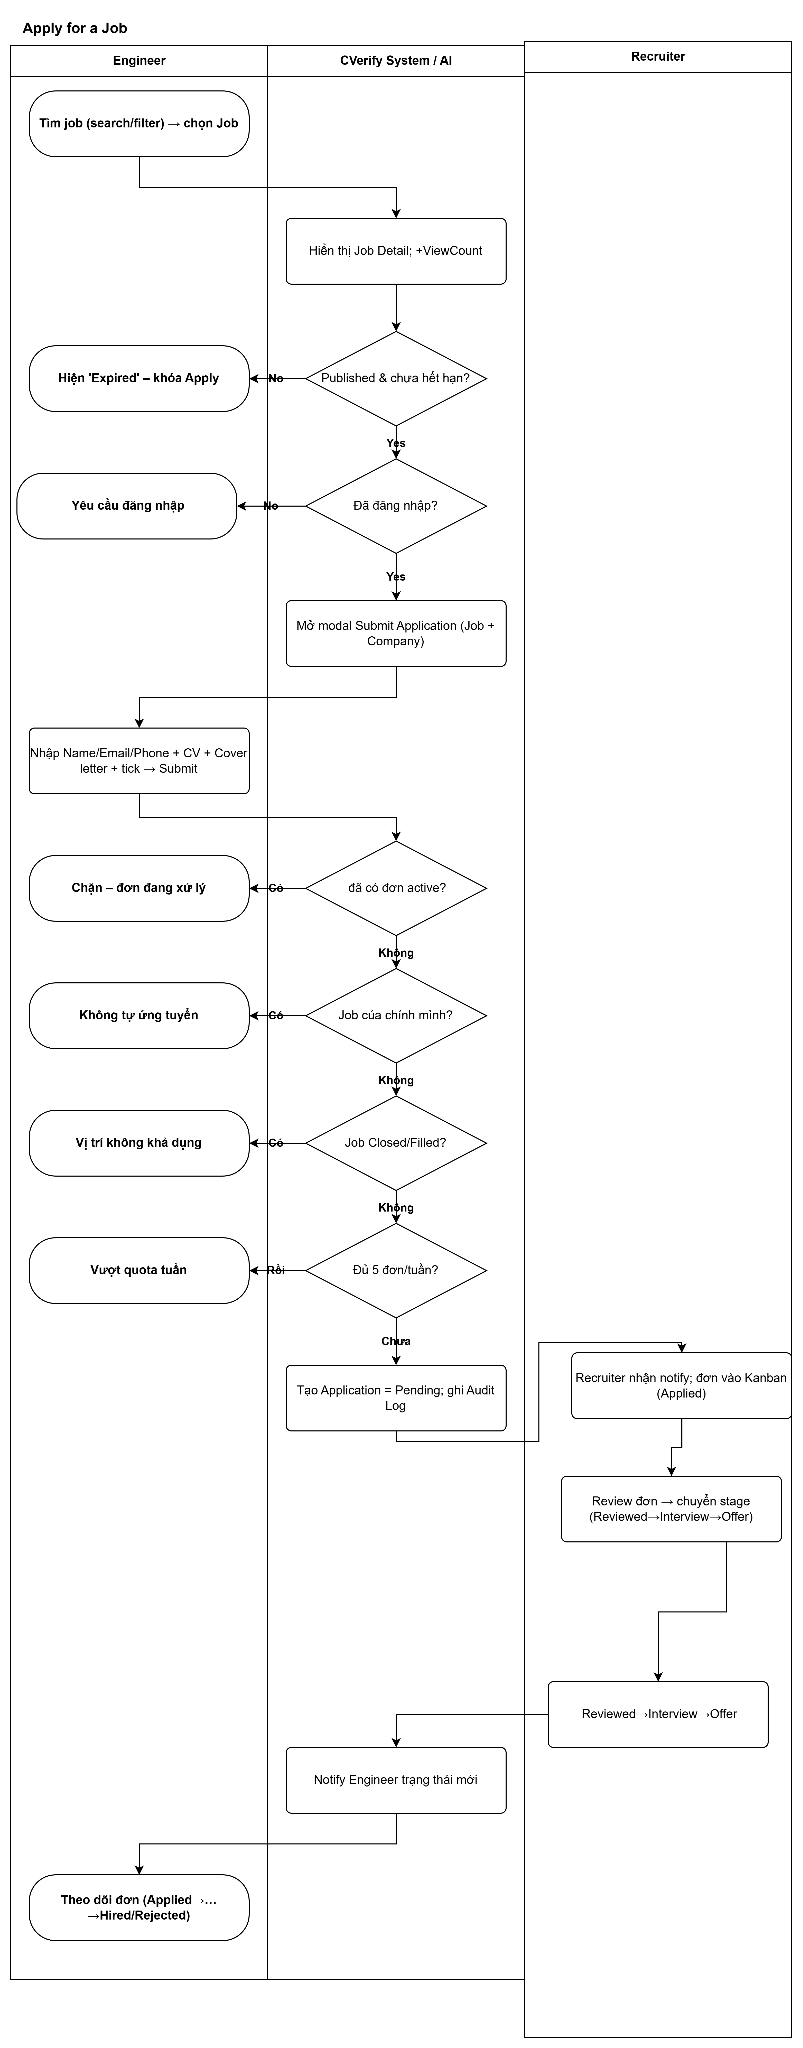 Apply for a Job
Engineer
CVerify System / AI
Recruiter
Tìm job (search/filter) → chọn Job
Hiển thị Job Detail; +ViewCount
Published & chưa hết hạn?
No
Hiện 'Expired' – khóa Apply
Yes
Đã đăng nhập?
No
Yêu cầu đăng nhập
Yes
Mở modal Submit Application (Job +
Company)
Nhập Name/Email/Phone + CV + Cover
letter + tick → Submit
đã có đơn active?
Có
Chặn – đơn đang xử lý
Không
Job của chính mình?
Có
Không tự ứng tuyển
Không
Job Closed/Filled?
Có
Vị trí không khả dụng
Không
Đủ 5 đơn/tuần?
Rồi
Vượt quota tuần
Chưa
Tạo Application = Pending; ghi Audit
Log
Recruiter nhận notify; đơn vào Kanban
(Applied)
Review đơn → chuyển stage
(Reviewed→Interview→Offer)
Reviewed →Interview →Offer
Notify Engineer trạng thái mới
Theo dõi đơn (Applied →…
→Hired/Rejected)